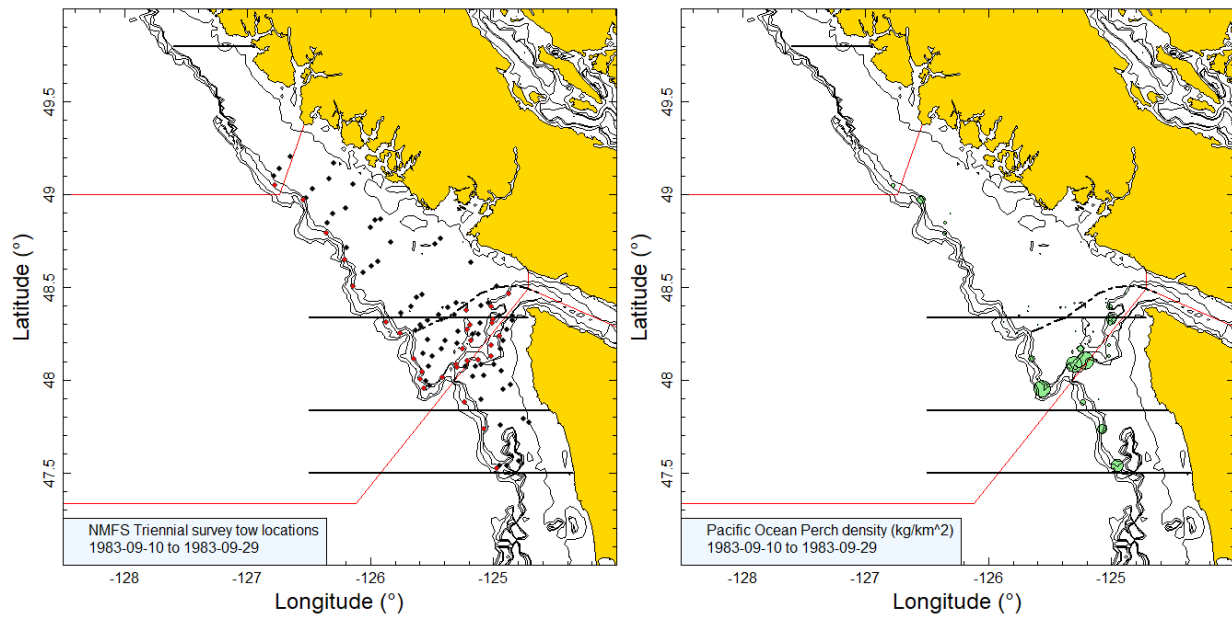 49.5
49
48.5
48
47.5
Latitude (°)
NMFS Triennial survey tow locations
1983-09-10 to 1983-09-29
-128
-127
-126
-125
Longitude (°)
49.5
49
48.5
48
47.5
Latitude (°)
Pacific Ocean Perch density (kg/km^2)
1983-09-10 to 1983-09-29
-128
-127
-126
-125
Longitude (°)